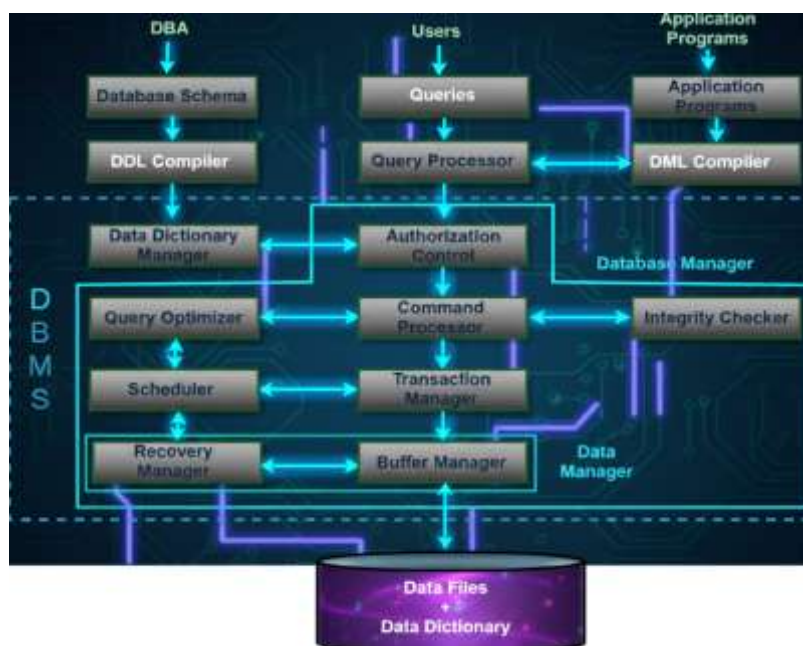 DBA
Users
Application
Programs
Database Schema
Queries
Application
Programs
DDL Compiler
Query Processor
DML Compiler
Data Dictionary
Manager
Authorization
Control
Database Manager
D
B
M
S
Query Optimizer
Command
Processor
Integrity Checker
Scheduler
Transaction
Manager
Recovery
Manager
Buffer Manager
Data
Manager
Data Files
+
Data Dictionary